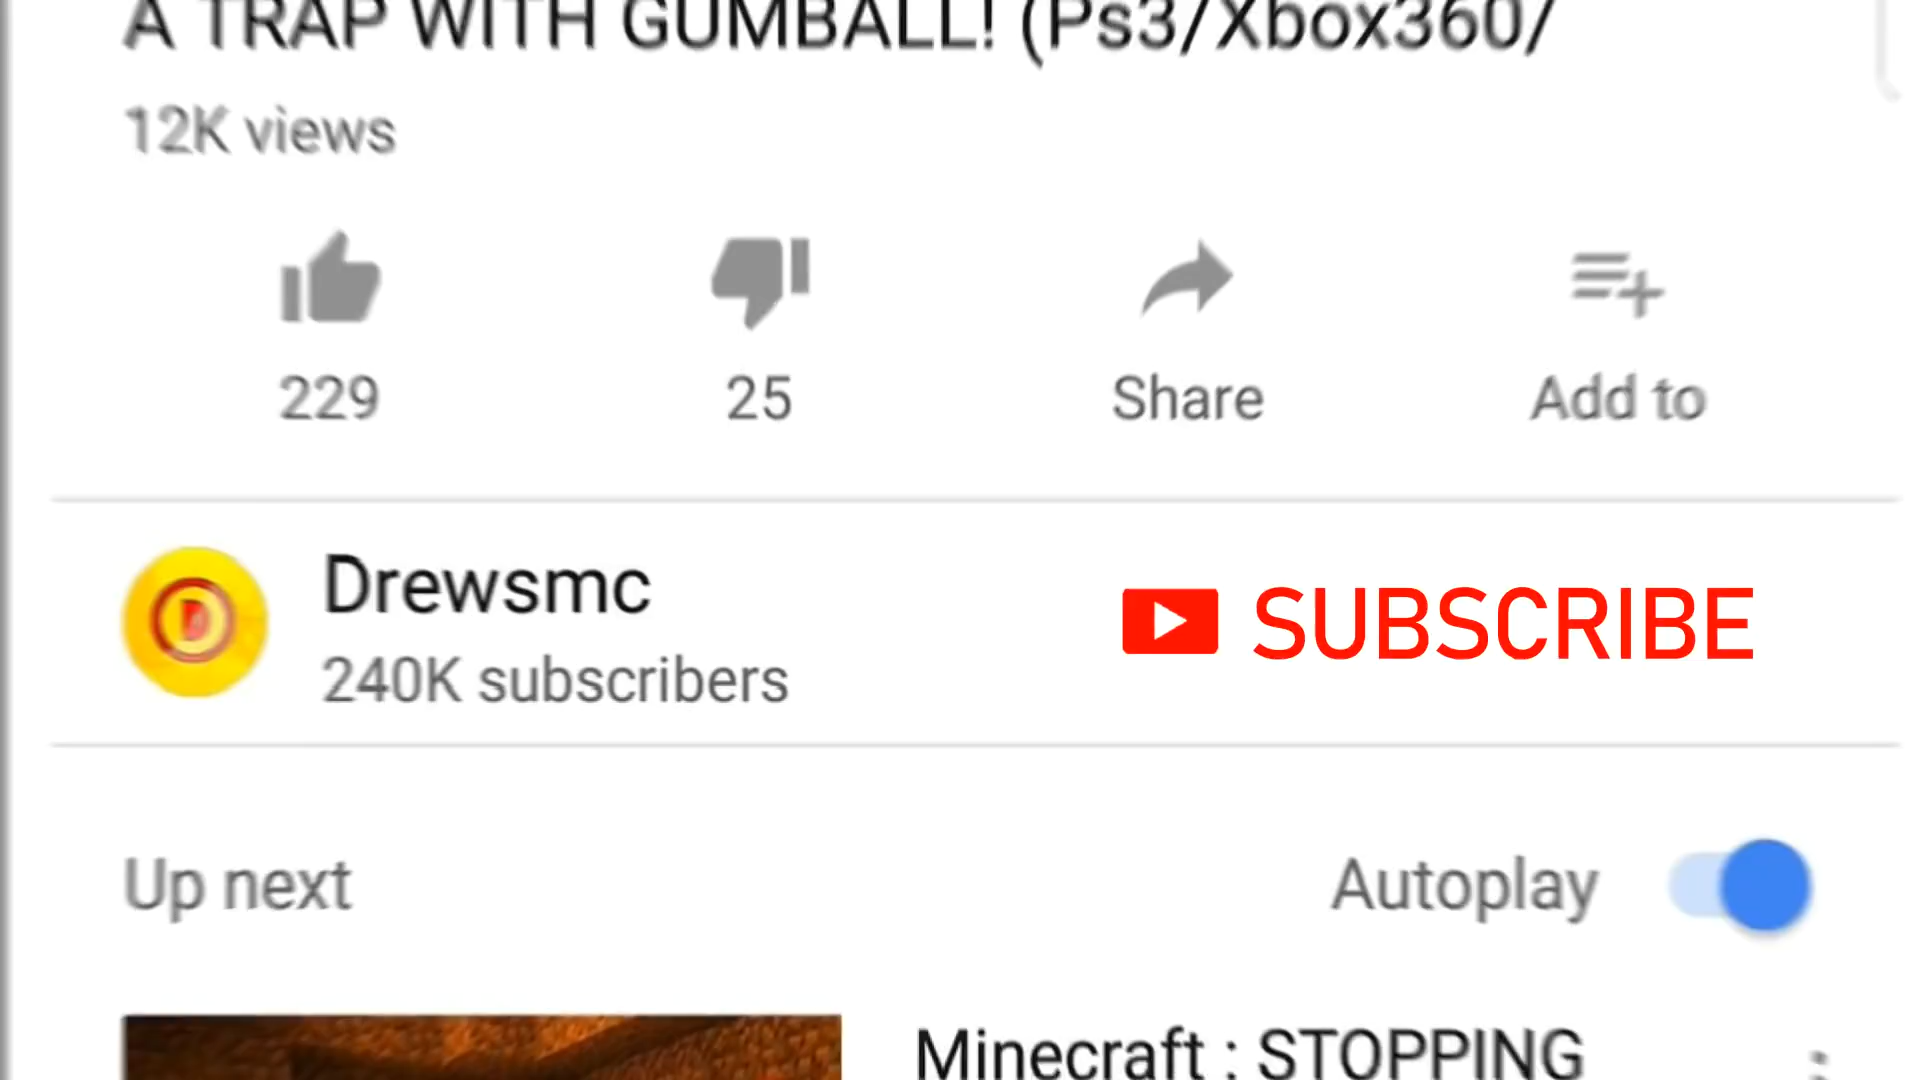 A TRAP WITH GUMBALL! (Ps3/Xbox360/
12K views
229
25
Share
Add to
Drewsmc
240K subscribers
SUBSCRIBE
Up next
Autoplay
Minecraft : STOPPING